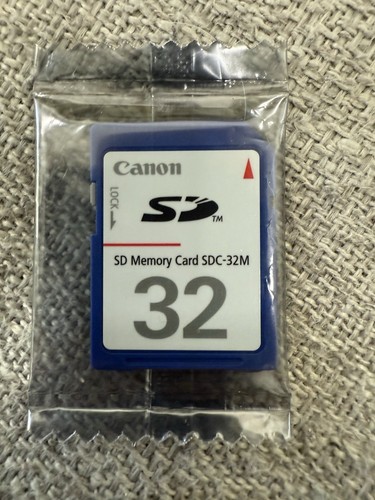 Canon
LOCK
SD TM
SD Memory Card SDC-32M
32